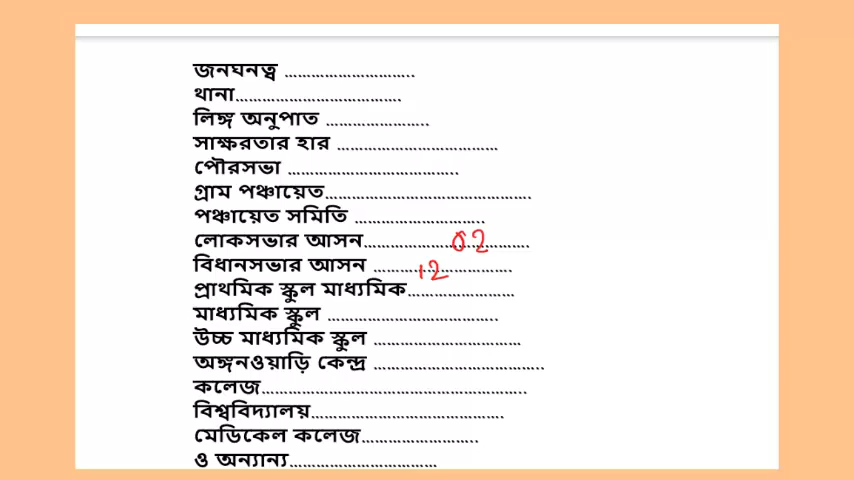 জনঘনত্ব ...............................
থানা.......................................
লিঙ্গ অনুপাত ........................
সাক্ষরতার হার ......................................
পৌরসভা ........................................
গ্রাম পঞ্চায়েত.................................................
পঞ্চায়েত সমিতি ...............................
লোকসভার আসন.......................................০2
বিধানসভার আসন .................................12
প্রাথমিক স্কুল মাধ্যমিক.........................
মাধ্যমিক স্কুল ........................................
উচ্চ মাধ্যমিক স্কুল ...................................
অঙ্গনওয়াড়ি কেন্দ্র ........................................
কলেজ...............................................................
বিশ্ববিদ্যালয়..............................................
মেডিকেল কলেজ............................
ও অন্যান্য...................................